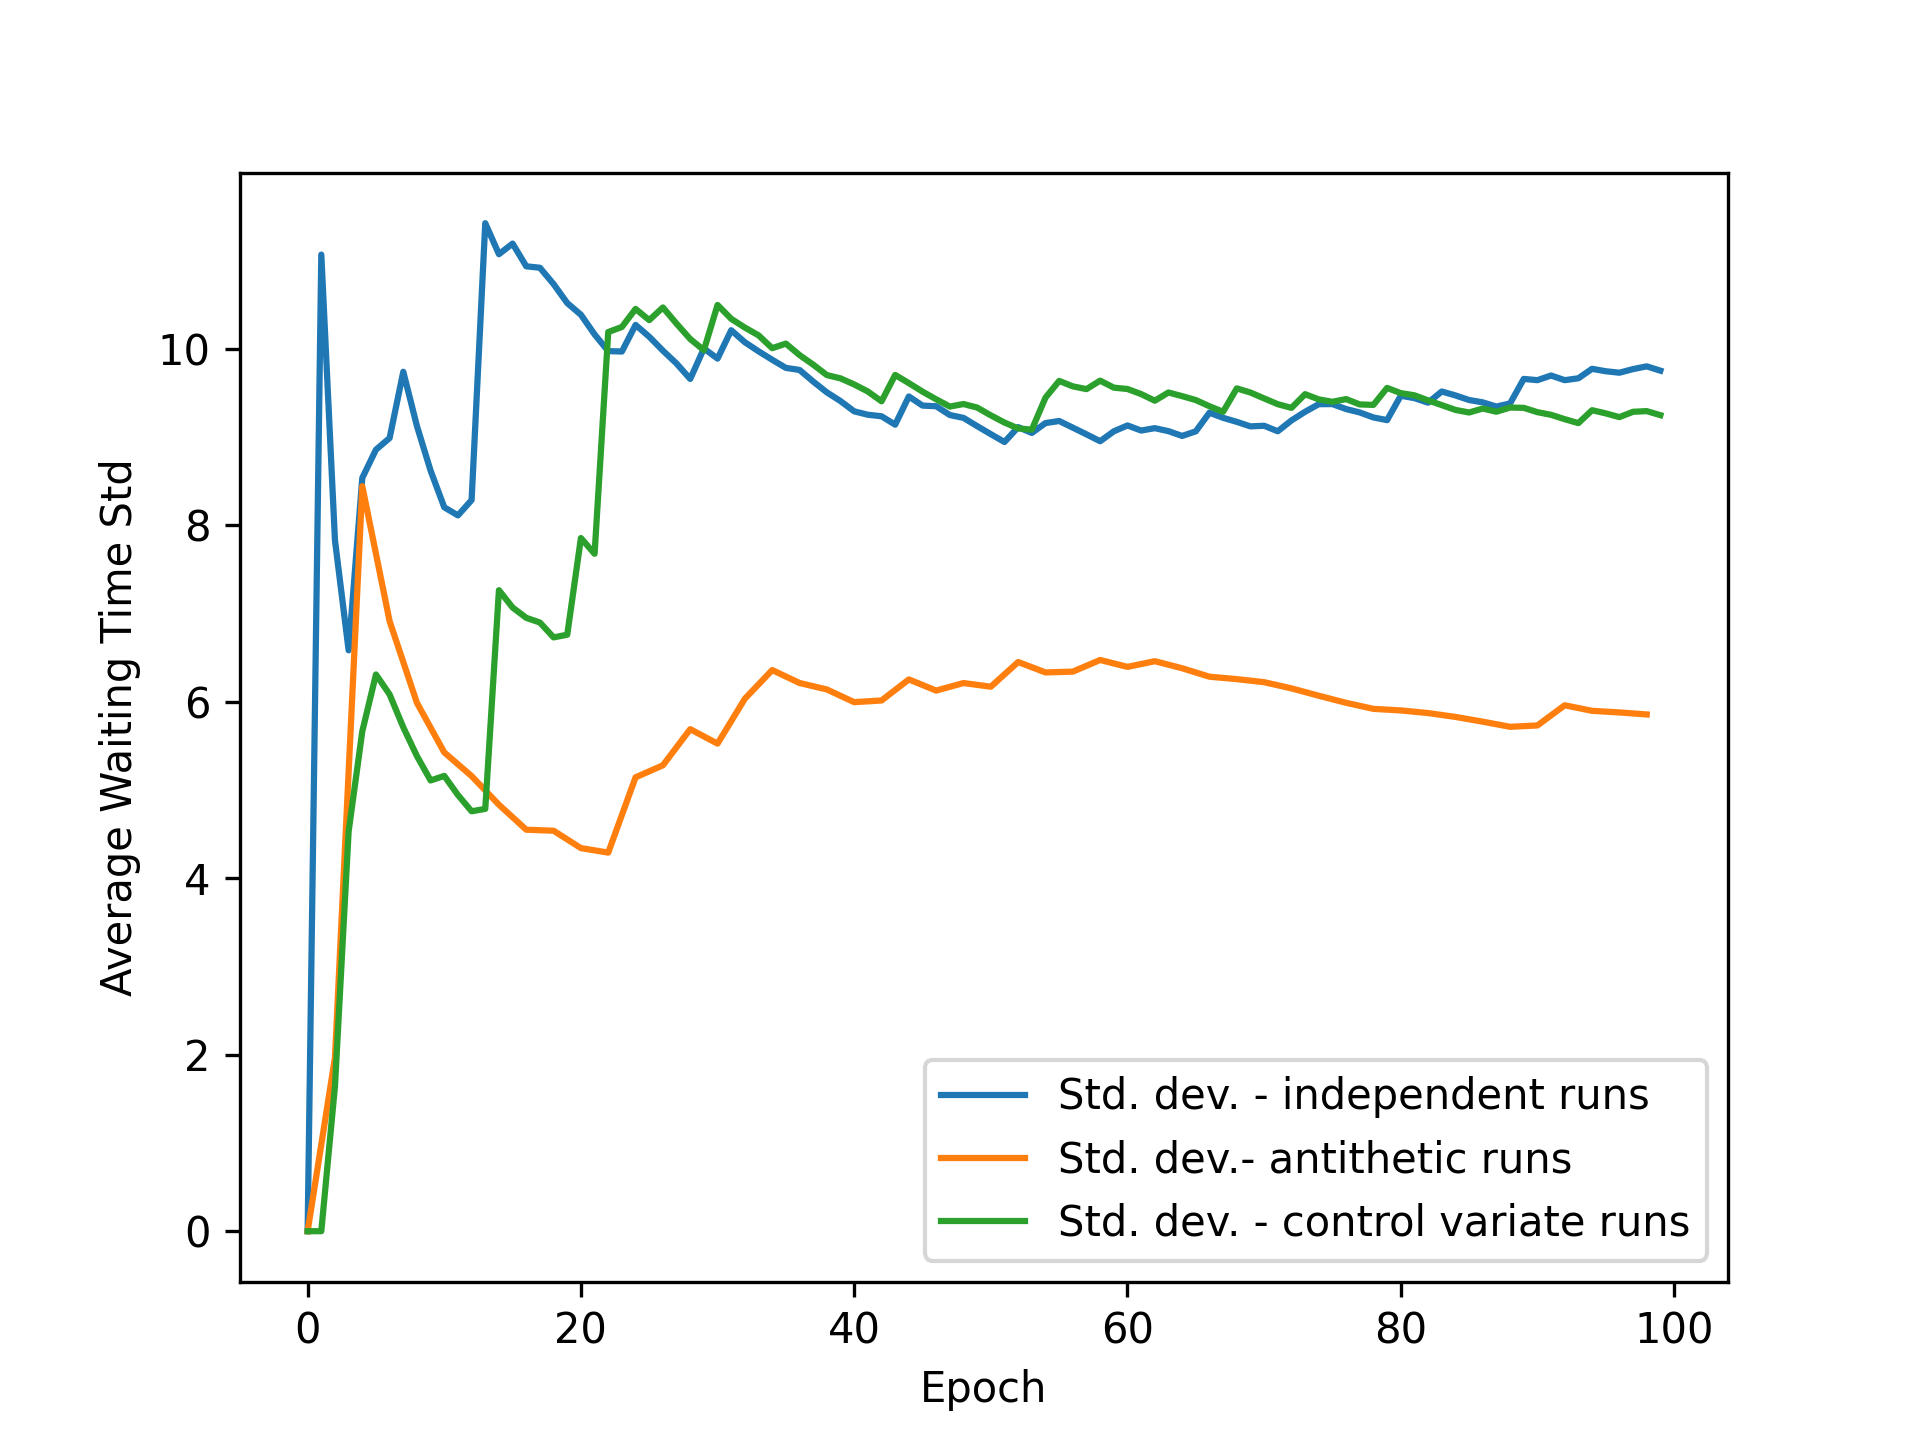 10
8
6
4
2
0
Average Waiting Time Std
0 20 40 60 80 100
Epoch
Std. dev. - independent runs
Std. dev.- antithetic runs
Std. dev. - control variate runs